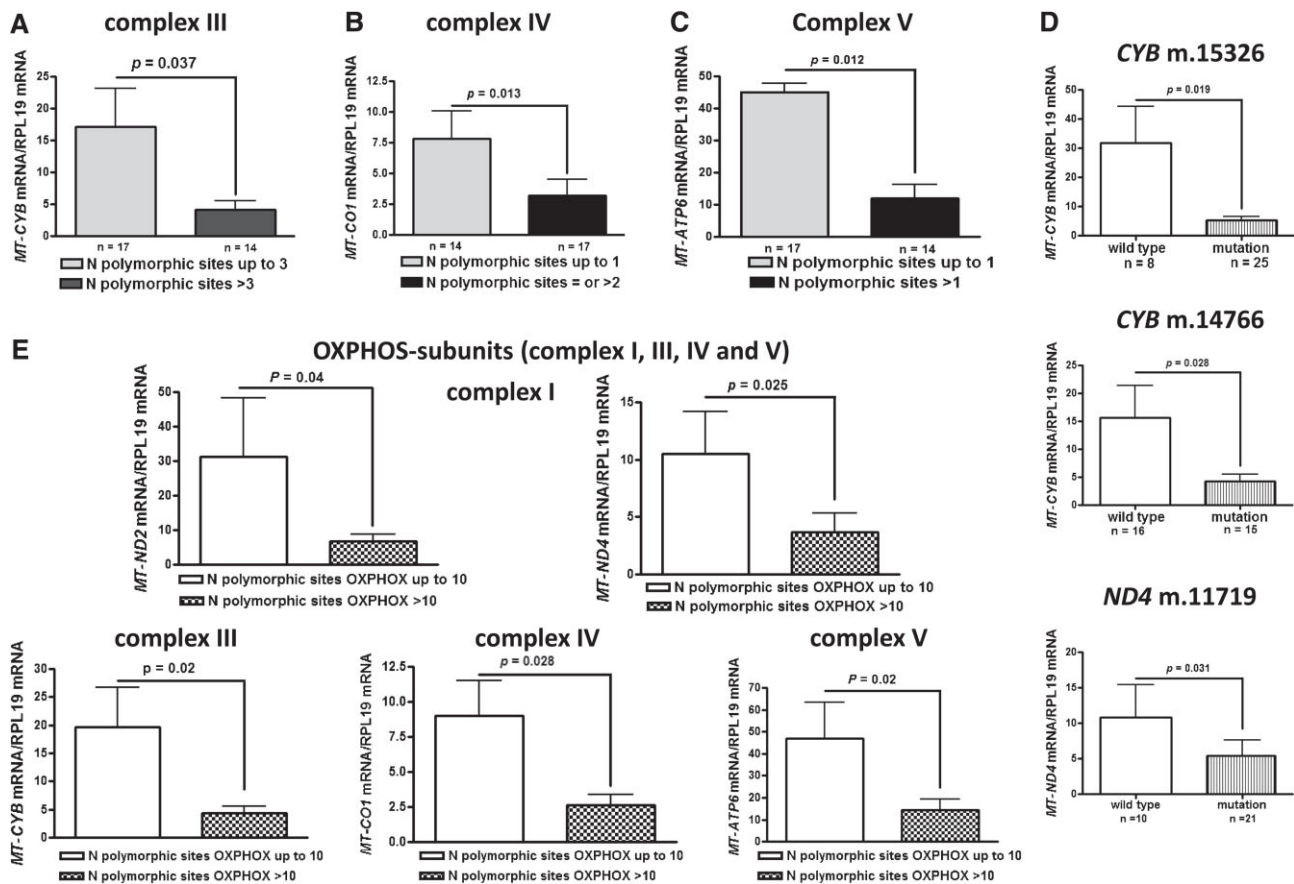 A
complex III
p = 0.037
MT-CYB mRNA/RPL19 mRNA
25
20
15
10
5
0
n = 17
n = 14
N polymorphic sites up to 3
N polymorphic sites >3
B
complex IV
p = 0.013
MT-CO1 mRNA/RPL19 mRNA
12.5
10.0
7.5
5.0
2.5
0.0
n = 14
n = 17
N polymorphic sites up to 1
N polymorphic sites = or >2
C
Complex V
p = 0.012
MT-ATP6 mRNA/RPL19 mRNA
50
40
30
20
10
0
n = 17
n = 14
N polymorphic sites up to 1
N polymorphic sites >1
D
CYB m.15326
p = 0.019
MT-CYB mRNA/RPL19 mRNA
50
40
30
20
10
0
wild type
mutation
n = 8
n = 25
CYB m.14766
p = 0.028
MT-CYB mRNA/RPL19 mRNA
25
20
15
10
5
0
wild type
mutation
n = 16
n = 15
ND4 m.11719
p = 0.031
MT-ND4 mRNA/RPL19 mRNA
20
15
10
5
0
wild type
mutation
n =10
n =21
E
OXPHOS-subunits (complex I, III, IV and V)
complex I
P = 0.04
MT-ND2 mRNA/RPL19 mRNA
50
40
30
20
10
0
N polymorphic sites OXPHOX up to 10
N polymorphic sites OXPHOX >10
p = 0.025
MT-ND4 mRNA/RPL19 mRNA
15
10
5
0
N polymorphic sites OXPHOX up to 10
N polymorphic sites OXPHOX >10
complex III
p = 0.02
MT-CYB mRNA/RPL19 mRNA
30
25
20
15
10
5
0
N polymorphic sites OXPHOX up to 10
N polymorphic sites OXPHOX >10
complex IV
p = 0.028
MT-CO1 mRNA/RPL19 mRNA
12.5
10.0
7.5
5.0
2.5
0.0
N polymorphic sites OXPHOX up to 10
N polymorphic sites OXPHOX >10
complex V
P = 0.02
MT-ATP6 mRNA/RPL19 mRNA
70
60
50
40
30
20
10
0
N polymorphic sites OXPHOX up to 10
N polymorphic sites OXPHOX >10